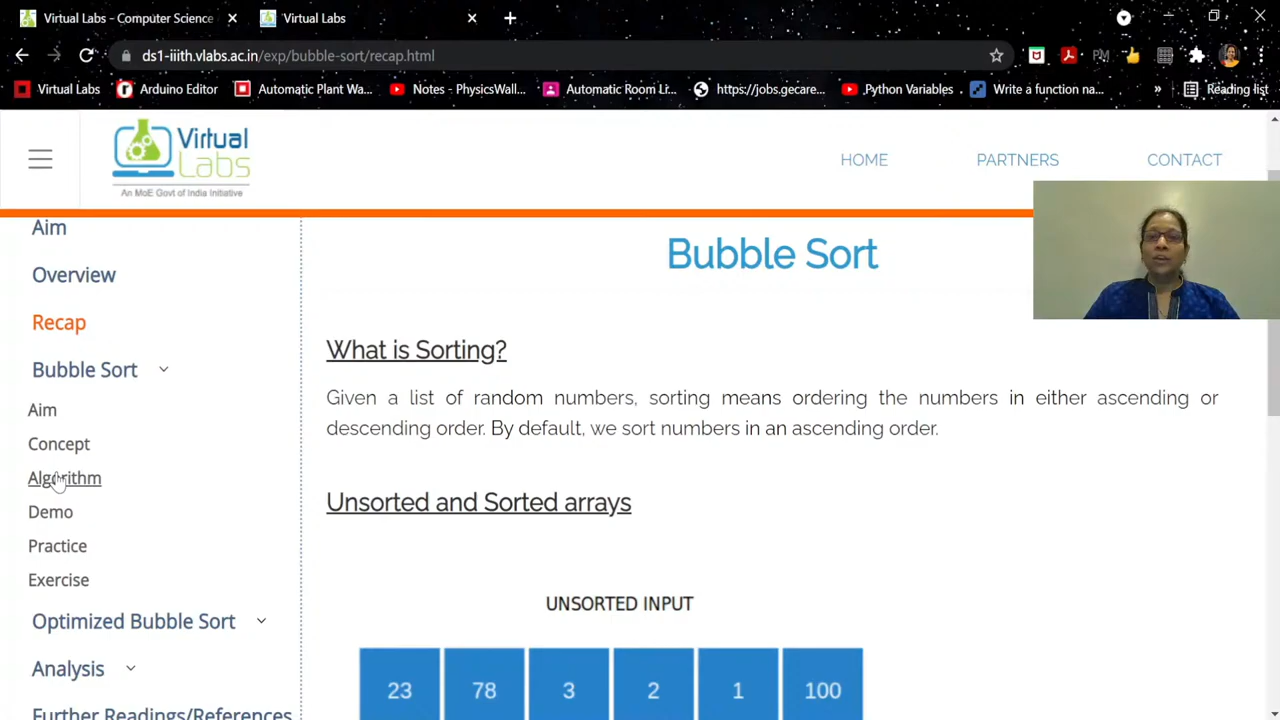 Virtual Labs - Computer Science
Virtual Labs
ds1-iiith.vlabs.ac.in/exp/bubble-sort/recap.html
PM
Virtual Labs
Arduino Editor
Automatic Plant Wa...
Notes - PhysicsWall...
Automatic Room Li...
https://jobs.gecare...
Python Variables
Write a function na...
»
Reading list
Virtual Labs
An MoE Govt of India Initiative
HOME
PARTNERS
CONTACT
Aim
Overview
Recap
Bubble Sort
Aim
Concept
Algorithm
Demo
Practice
Exercise
Optimized Bubble Sort
Analysis
Further Readings/References
Bubble Sort
What is Sorting?
Given a list of random numbers, sorting means ordering the numbers in either ascending or
descending order. By default, we sort numbers in an ascending order.
Unsorted and Sorted arrays
UNSORTED INPUT
23 78 3 2 1 100